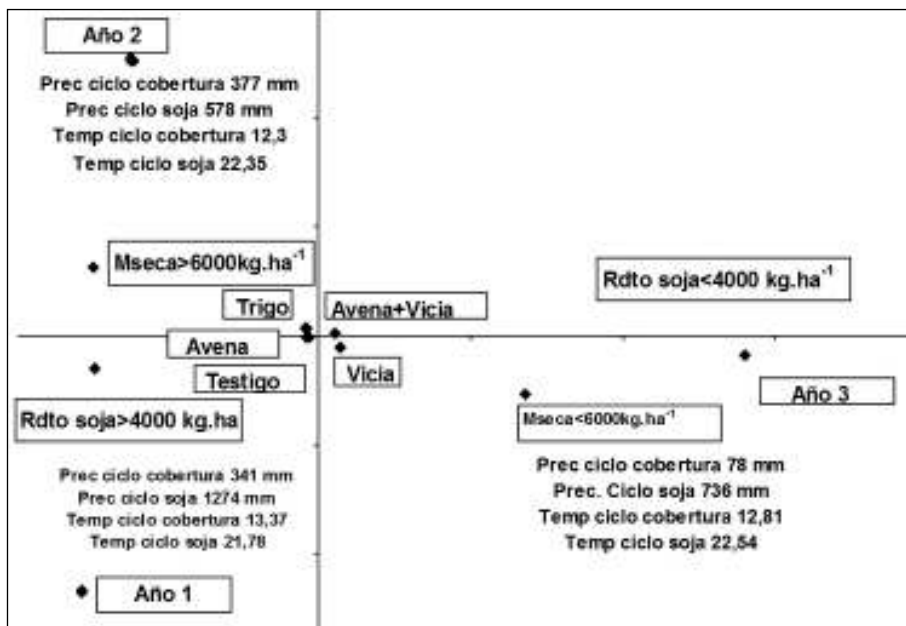 Año 2
Prec ciclo cobertura 377 mm
Prec ciclo soja 578 mm
Temp ciclo cobertura 12,3
Temp ciclo soja 22,35
Mseca>6000kg.ha⁻¹
Rdto soja<4000 kg.ha⁻¹
Trigo
Avena+Vicia
Avena
Testigo
Vicia
Año 3
Rdto soja>4000 kg.ha
Mseca<6000kg.ha⁻¹
Prec ciclo cobertura 341 mm
Prec ciclo soja 1274 mm
Temp ciclo cobertura 13,37
Temp ciclo soja 21,78
Prec ciclo cobertura 78 mm
Prec. Ciclo soja 736 mm
Temp ciclo cobertura 12,81
Temp ciclo soja 22,54
Año 1